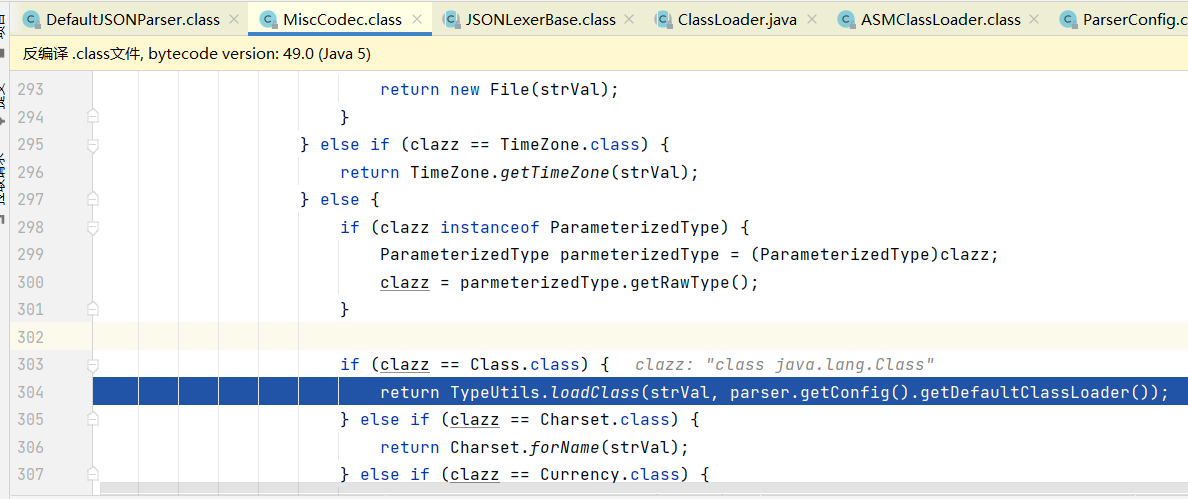 DefaultJSONParser.class MiscCodec.class JSONLexerBase.class ClassLoader.java ASMClassLoader.class ParserConfig.c
反编译 .class文件, bytecode version: 49.0 (Java 5)
293 return new File(strVal);
294 }
295 } else if (clazz == TimeZone.class) {
296 return TimeZone.getTimeZone(strVal);
297 } else {
298 if (clazz instanceof ParameterizedType) {
299 ParameterizedType parmeterizedType = (ParameterizedType)clazz;
300 clazz = parmeterizedType.getRawType();
301 }
302
303 if (clazz == Class.class) { clazz: "class java.lang.Class"
304 return TypeUtils.loadClass(strVal, parser.getConfig().getDefaultClassLoader());
305 } else if (clazz == Charset.class) {
306 return Charset.forName(strVal);
307 } else if (clazz == Currency.class) {